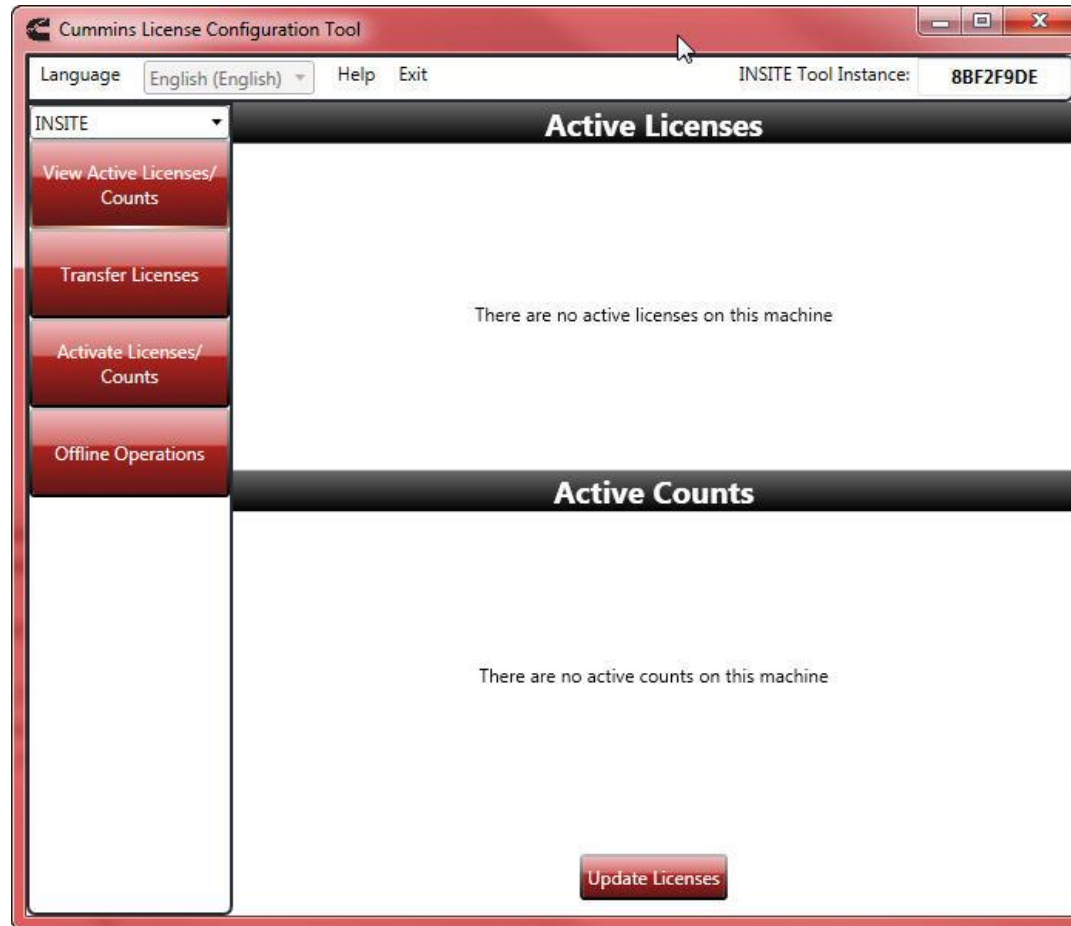 Cummins License Configuration Tool
Language English (English) Help Exit INSITE Tool Instance: 8BF2F9DE
INSITE
Active Licenses
View Active Licenses/
Counts
Transfer Licenses
There are no active licenses on this machine
Activate Licenses/
Counts
Offline Operations
Active Counts
There are no active counts on this machine
Update Licenses